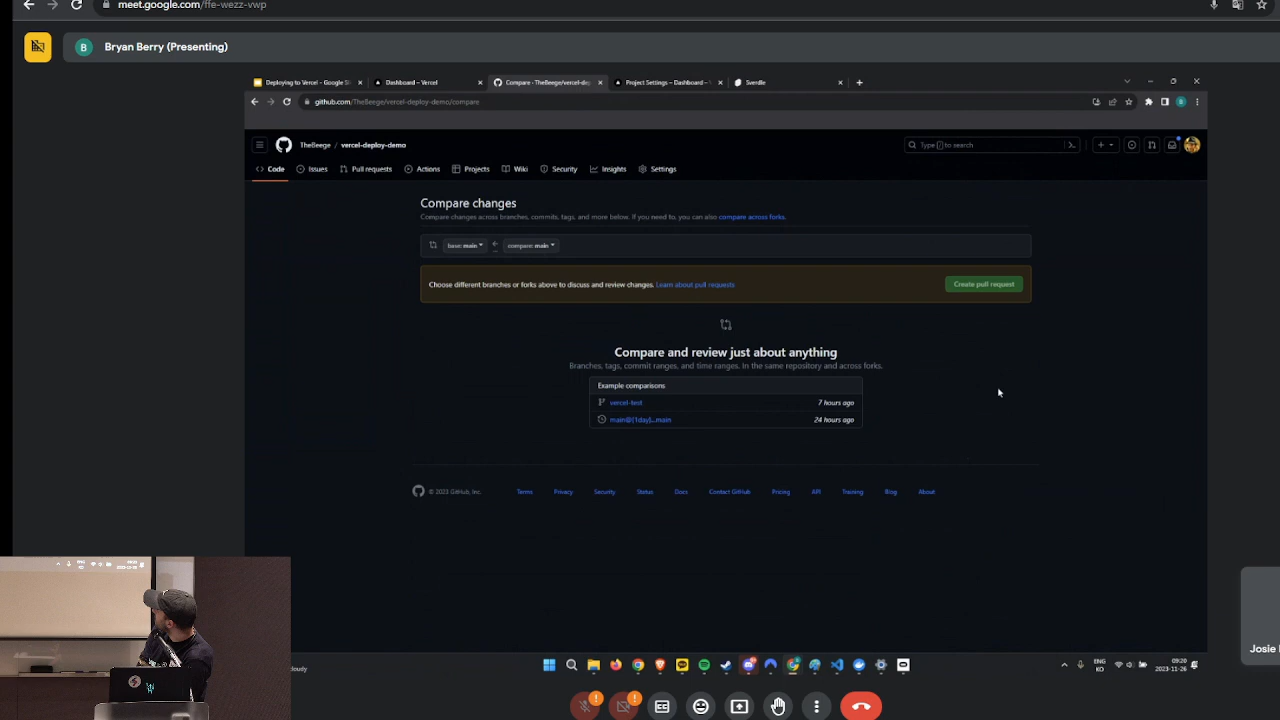 meet.google.com/ffe-wezz-vwp
B Bryan Berry (Presenting)
Deploying to Vercel - Google Sl
Dashboard – Vercel
Compare · TheBeege/vercel-de
Project Settings – Dashboard –
Sverdle
github.com/TheBeege/vercel-deploy-demo/compare
B
TheBeege / vercel-deploy-demo
Type / to search
Code Issues Pull requests Actions Projects Wiki Security Insights Settings
Compare changes
Compare changes across branches, commits, tags, and more below. If you need to, you can also compare across forks.
base: main compare: main
Choose different branches or forks above to discuss and review changes. Learn about pull requests
Create pull request
Compare and review just about anything
Branches, tags, commit ranges, and time ranges. In the same repository and across forks.
Example comparisons
vercel-test 7 hours ago
main@{1day}...main 24 hours ago
© 2023 GitHub, Inc. Terms Privacy Security Status Docs Contact GitHub Pricing API Training Blog About
Josie
oudy
ENG
KO
09:20
2023-11-26